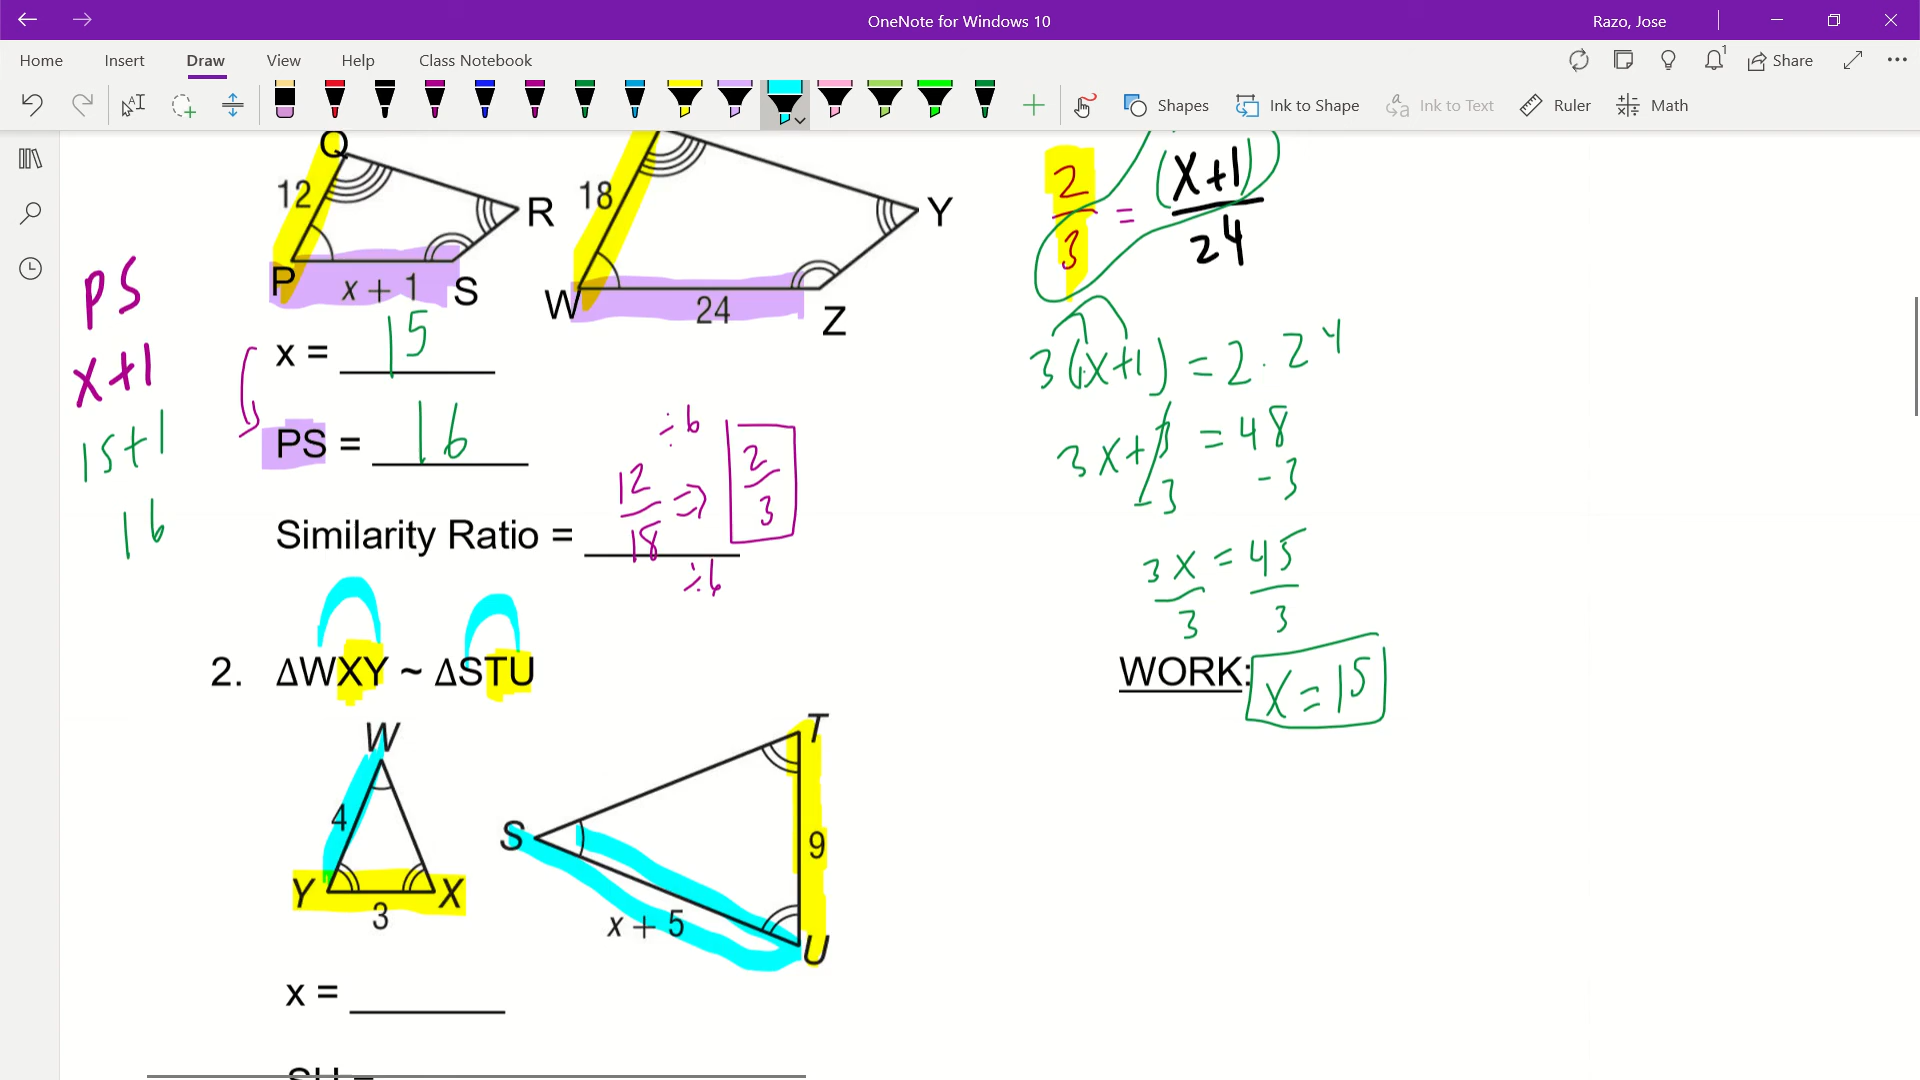 OneNote for Windows 10
Razo, Jose
Home Insert Draw View Help Class Notebook
1
Share
Shapes Ink to Shape Ink to Text Ruler Math
Q
12
R
P
x + 1
S
18
Y
W
24
Z
2/3 = (x+1)/24
PS
x+1
15+1
16
x = 15
PS = 16
Similarity Ratio = 12/18 ⇒ 2/3
÷6
÷6
3(x+1) = 2·24
3x+3 = 48
-3 -3
3x/3 = 45/3
x=15
2. ΔWXY ~ ΔSTU
WORK:
W
4
Y
X
3
T
S
9
x + 5
U
x =
SU =